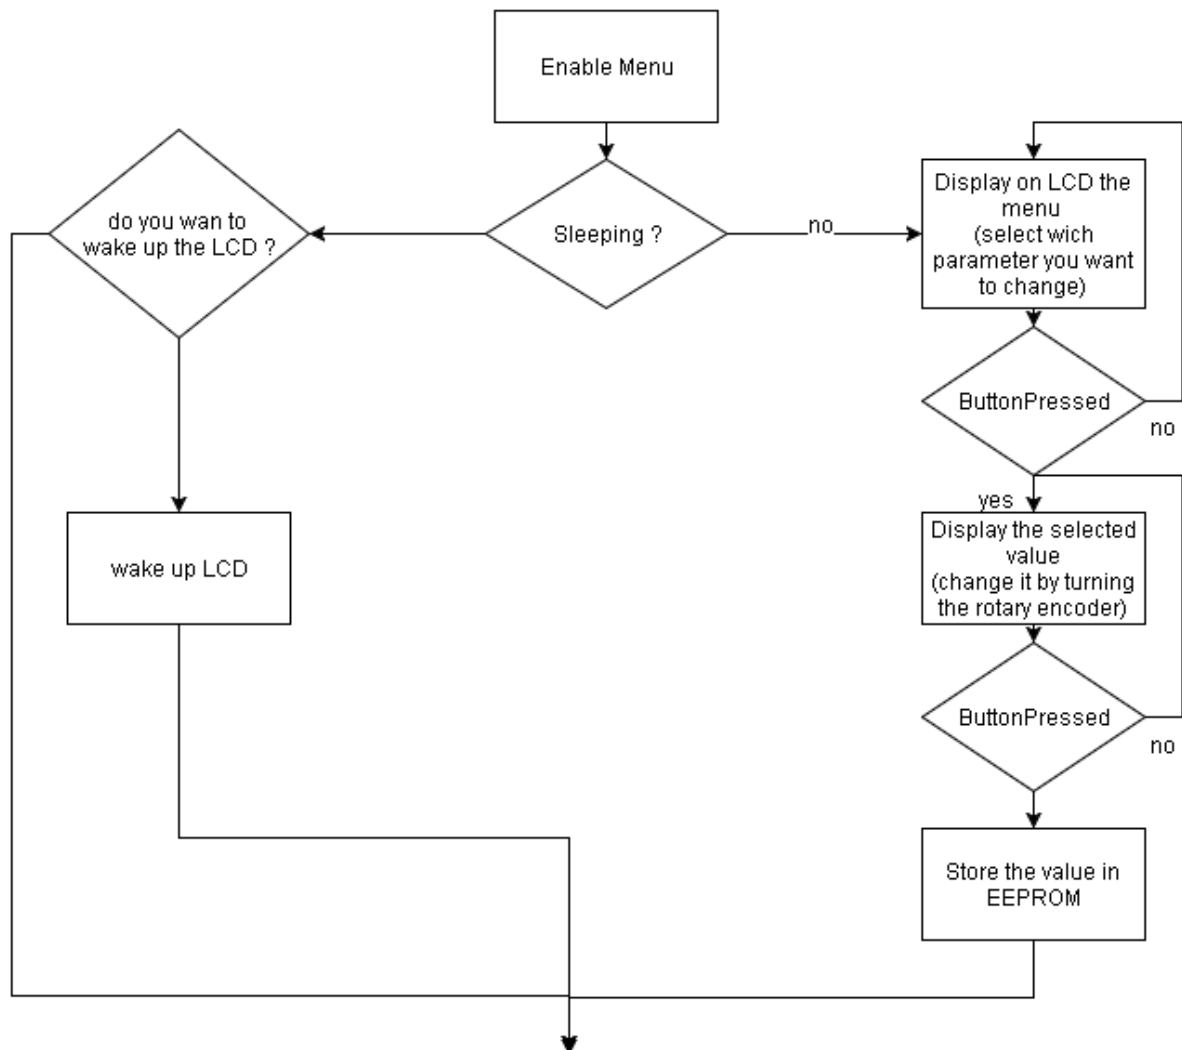 Enable Menu
do you wan to
wake up the LCD ?
Sleeping ?
no
Display on LCD the
menu
(select wich
parameter you want
to change)
ButtonPressed
no
yes
wake up LCD
Display the selected
value
(change it by turning
the rotary encoder)
ButtonPressed
no
Store the value in
EEPROM